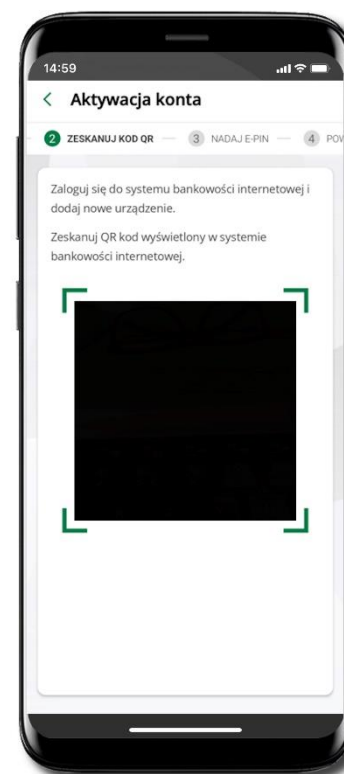 14:59
Aktywacja konta
2 ZESKANUJ KOD QR 3 NADAJ E-PIN 4
Zaloguj się do systemu bankowości internetowej i
dodaj nowe urządzenie.
Zeskanuj QR kod wyświetlony w systemie
bankowości internetowej.